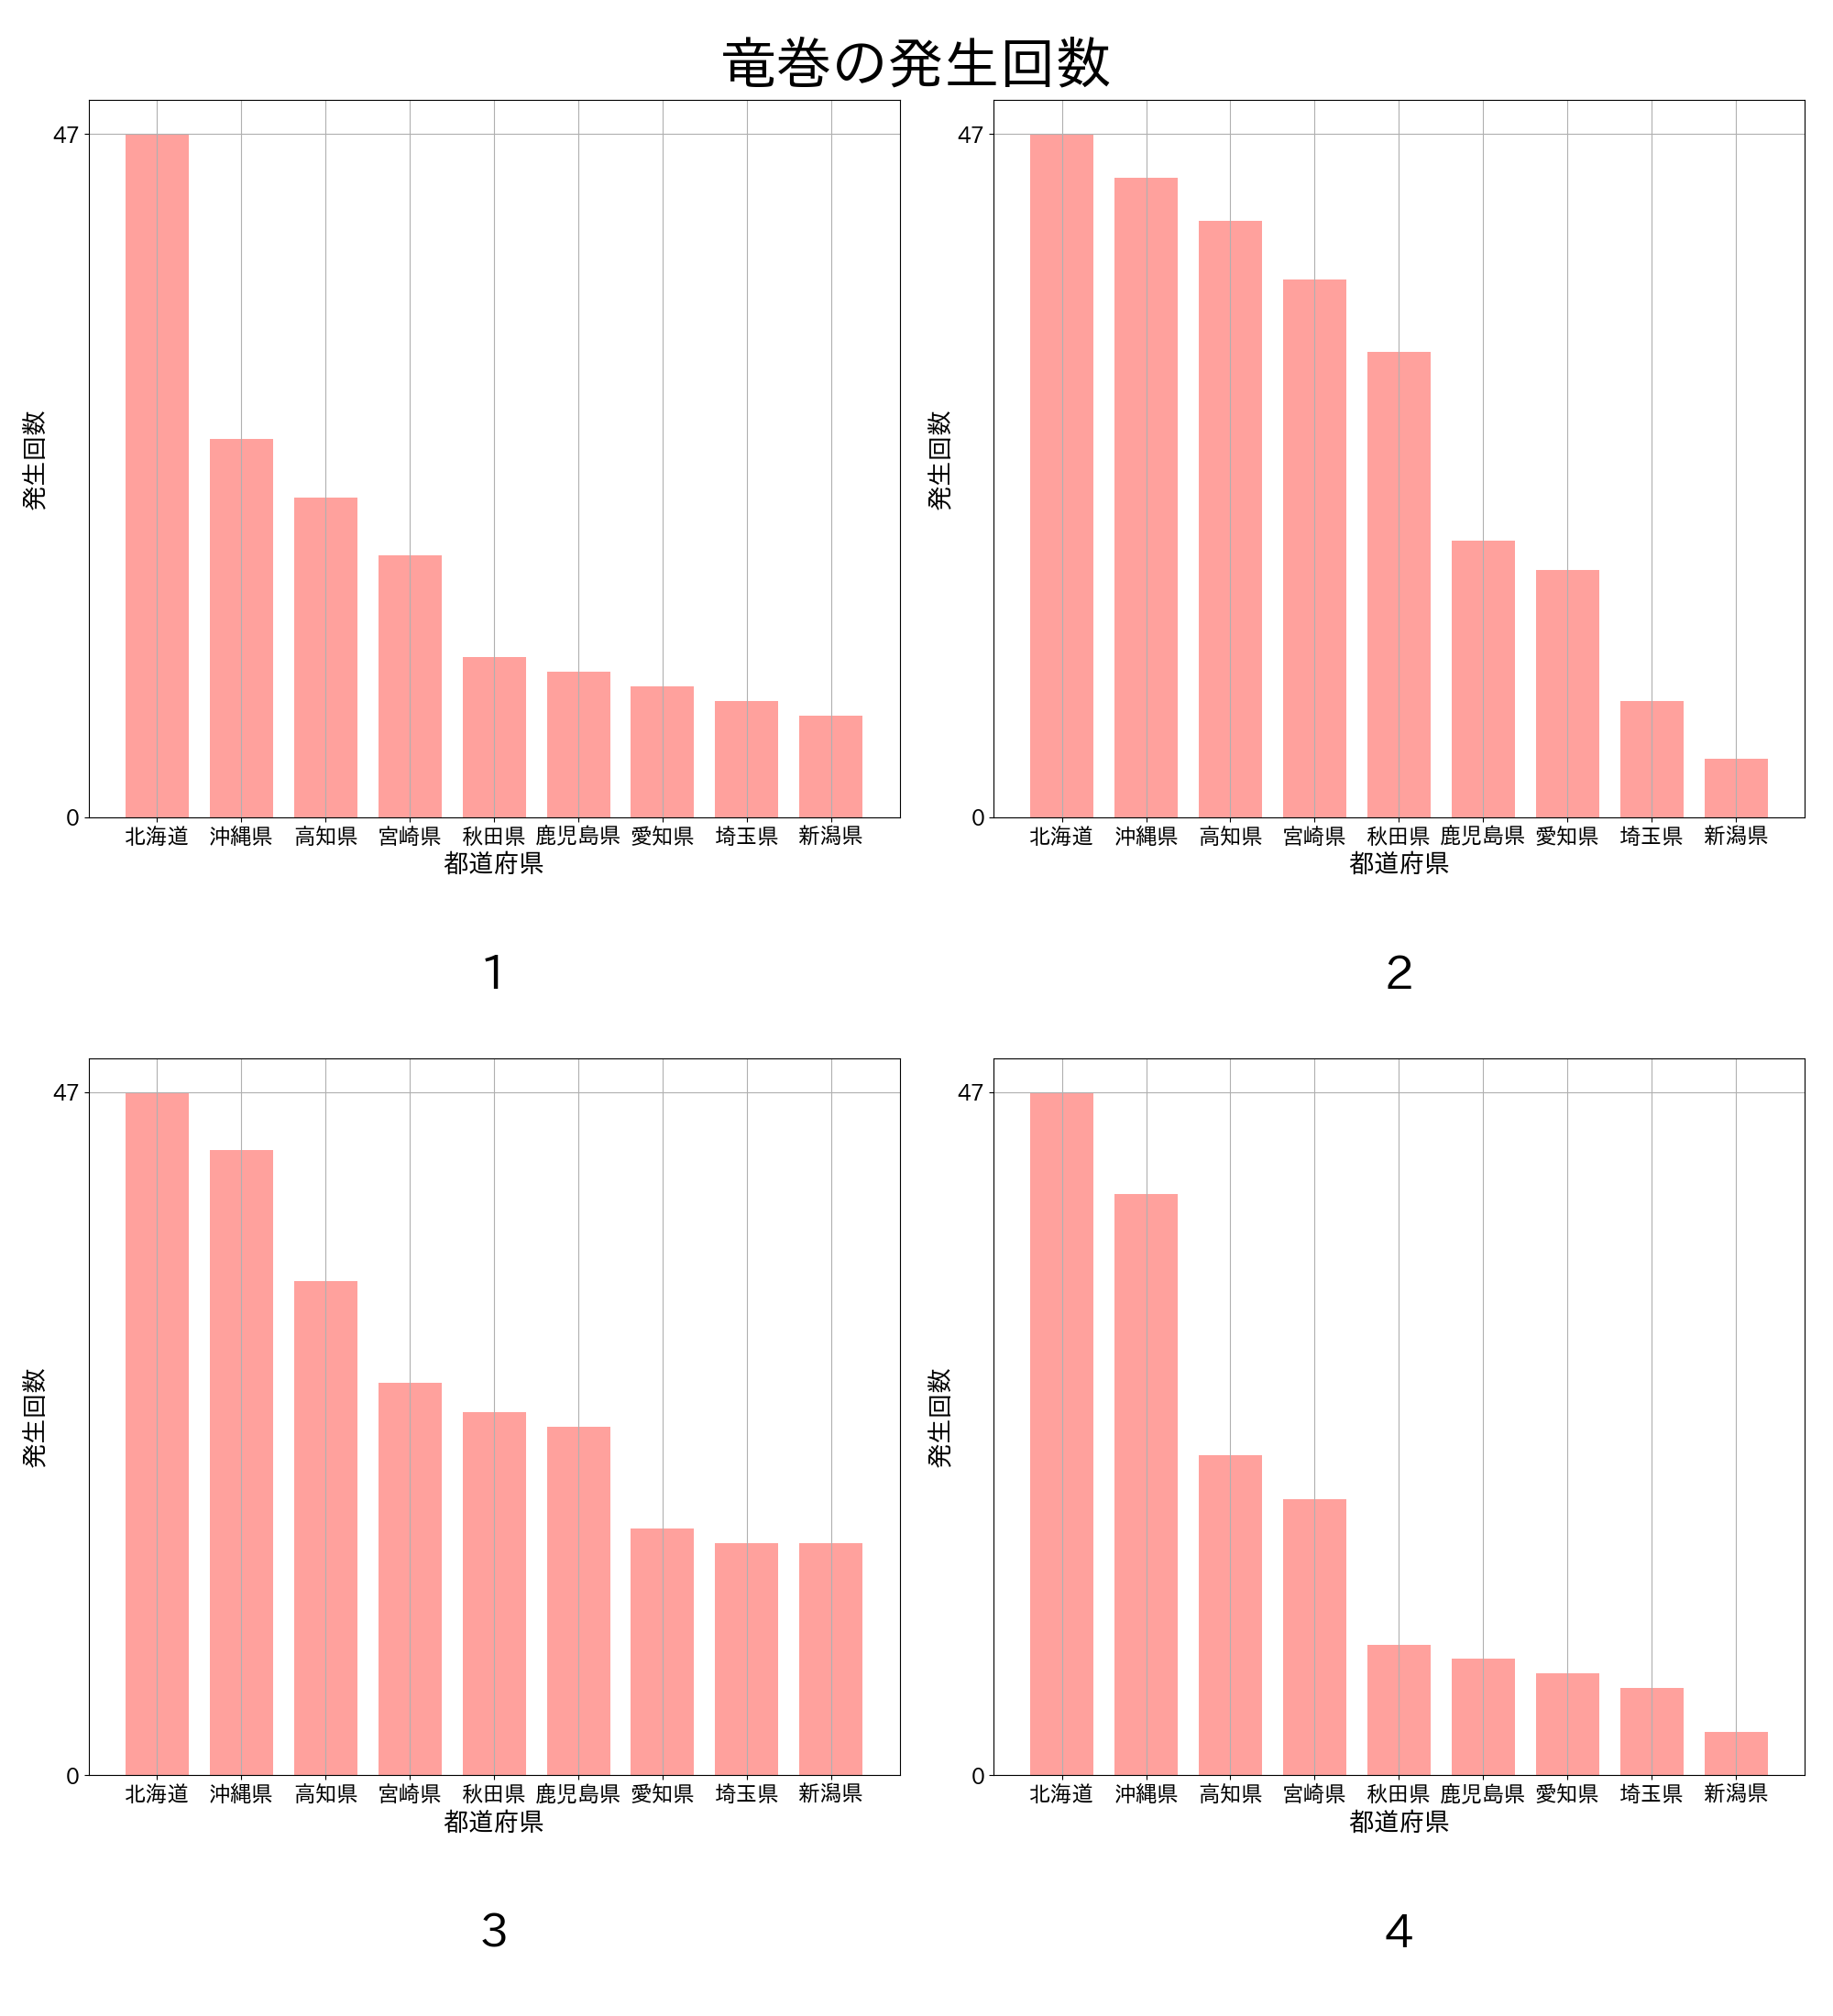 竜巻の発生回数
47
0
発生回数
北海道 沖縄県 高知県 宮崎県 秋田県 鹿児島県 愛知県 埼玉県 新潟県
都道府県
1
47
0
発生回数
北海道 沖縄県 高知県 宮崎県 秋田県 鹿児島県 愛知県 埼玉県 新潟県
都道府県
2
47
0
発生回数
北海道 沖縄県 高知県 宮崎県 秋田県 鹿児島県 愛知県 埼玉県 新潟県
都道府県
3
47
0
発生回数
北海道 沖縄県 高知県 宮崎県 秋田県 鹿児島県 愛知県 埼玉県 新潟県
都道府県
4